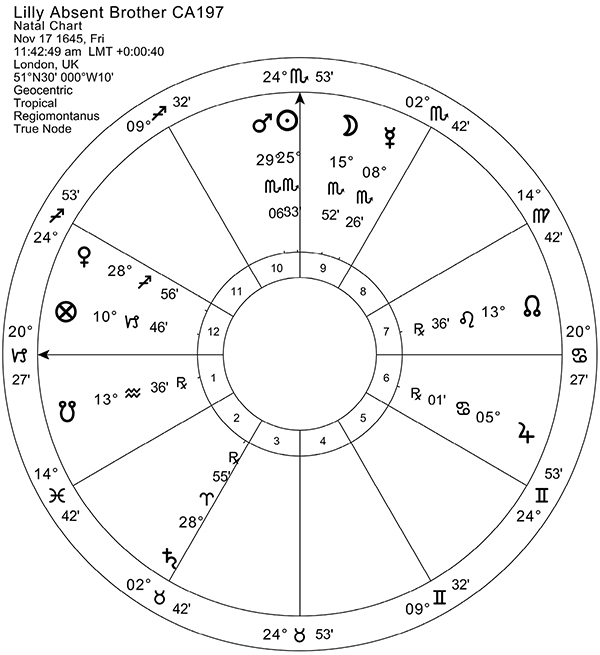 Lilly Absent Brother CA197
Natal Chart
Nov 17 1645, Fri
11:42:49 am LMT +0:00:40
London, UK
51°N30' 000°W10'
Geocentric
Tropical
Regiomontanus
True Node
24° ♏ 53'
09° ♐ 32'
02° ♏ 42'
♂ ☉ ☽ ☿
29° 25° 15° 08°
♏ ♏ ♏ ♏
06' 33' 52' 26'
53' ♐ 24°
14° ♍ 42'
♀ 28° ♐ 56'
10 9
11 8
⊗ 10° ♑ 46'
12 7
℞ 36' ♌ 13° ☊
20° ♑ 27'
20° ♋ 27'
☋ 13° ♒ 36' ℞
1 6
℞ 01' ♋ 05° ♃
2 5
3 4
14° ♓ 42'
53' ♊ 24°
℞
55'
♈
28°
♄
02° ♉ 42'
09° ♊ 32'
24° ♉ 53'